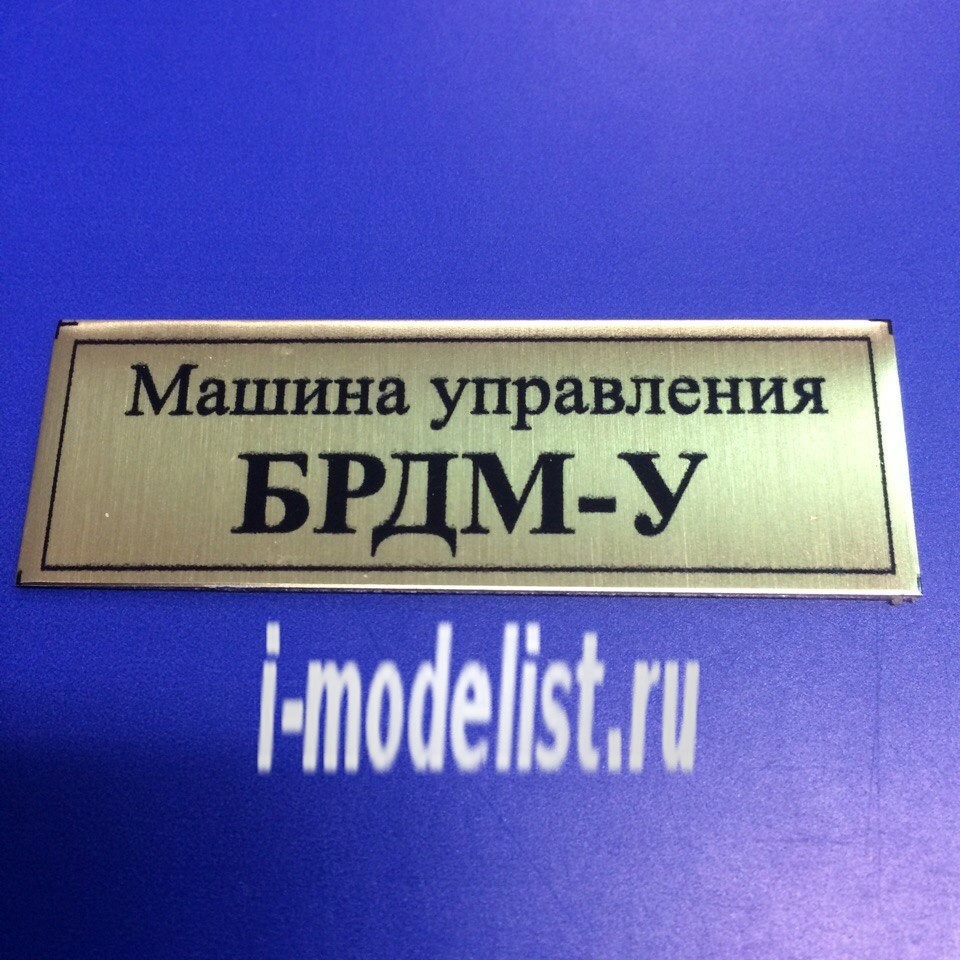 Машина управления
БРДМ-У
i-modelist.ru